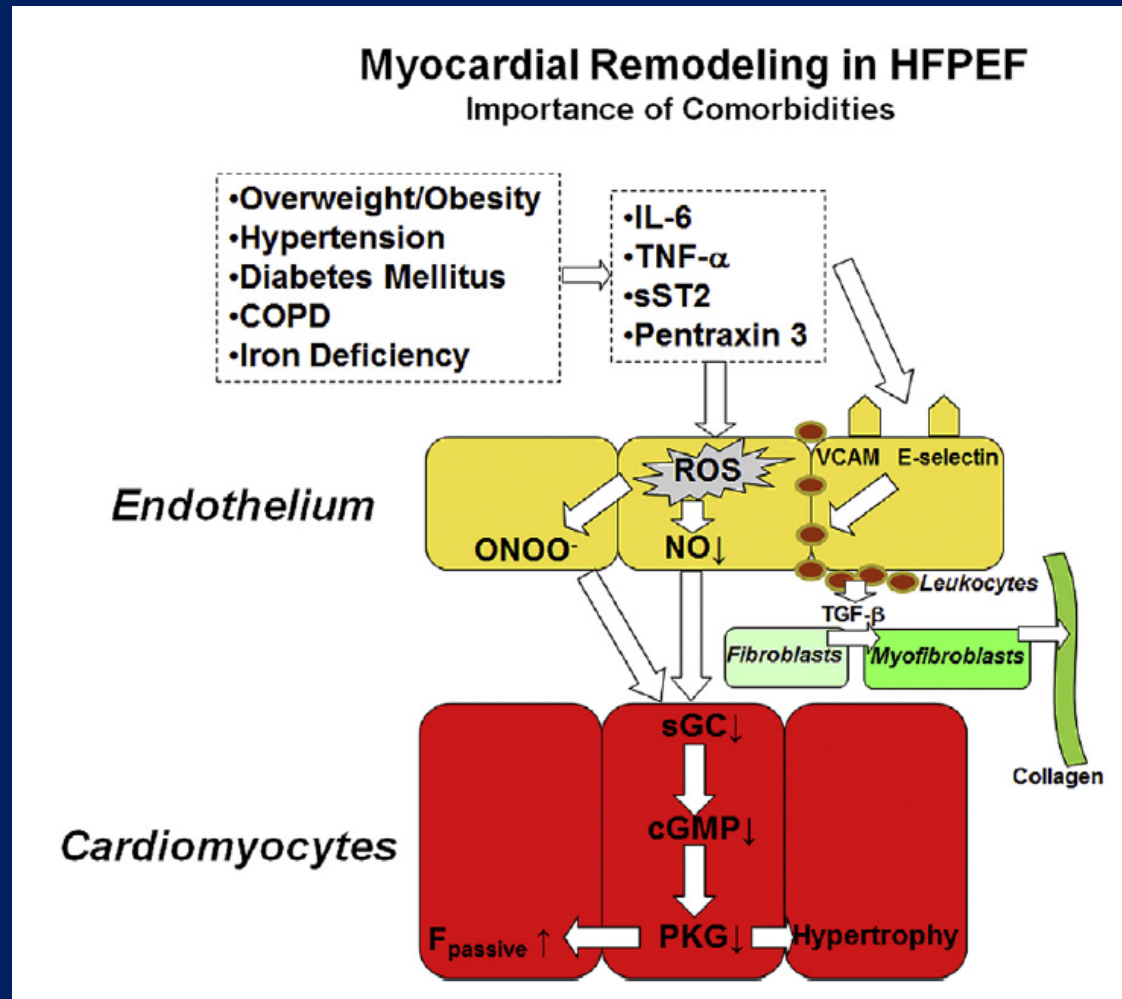 Myocardial Remodeling in HFPEF
Importance of Comorbidities
•Overweight/Obesity
•Hypertension
•Diabetes Mellitus
•COPD
•Iron Deficiency
•IL-6
•TNF-α
•sST2
•Pentraxin 3
Endothelium
ROS
VCAM
E-selectin
ONOO-
NO↓
Leukocytes
TGF-β
Fibroblasts
Myofibroblasts
Collagen
Cardiomyocytes
sGC↓
cGMP↓
Fpassive ↑
PKG↓
Hypertrophy